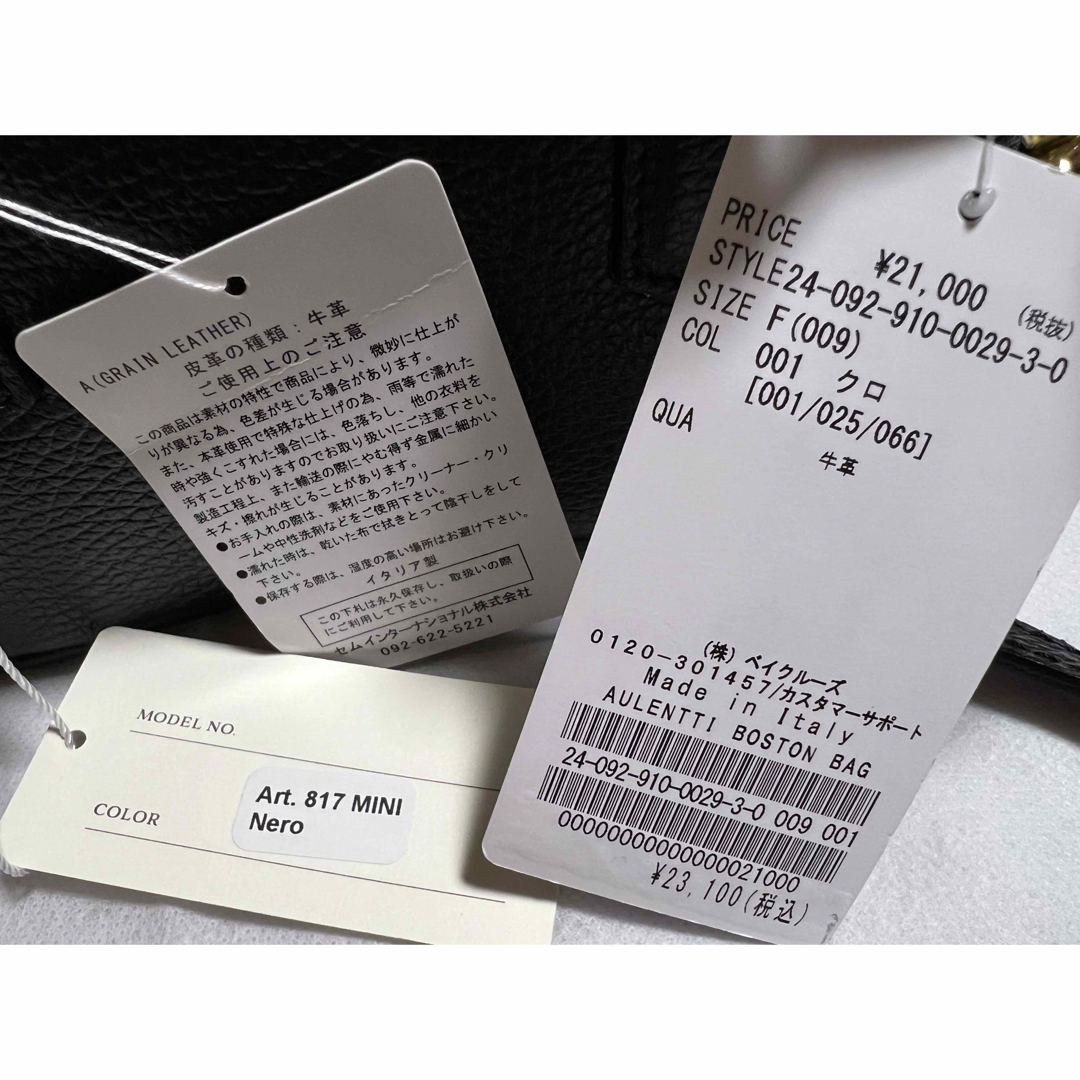 A(GRAIN LEATHER)
皮革の種類：牛革
ご使用上のご注意
この商品は素材の特性で商品により、微妙に仕上が
りが異なる為、色差が生じる場合があります。
また、本革使用で特殊な仕上げの為、雨等で濡れた
時や強くこすれた場合には、色落ちし、他の衣料を
汚すことがありますのでお取り扱いにご注意下さい。
製造工程上、また輸送の際にやむ得ず金属に細かい
キズ・擦れが生じることがあります。
●お手入れの際は、素材にあったクリーナー・クリ
ームや中性洗剤などをご使用下さい。
●濡れた時は、乾いた布で拭きとって陰干しをして
下さい。
●保存する際は、湿度の高い場所はお避け下さい。
イタリア製
この下札は永久保存し、取扱いの際
にご利用して下さい。
セムインターナショナル株式会社
092-622-5221
MODEL NO.
COLOR
Art. 817 MINI
Nero
PRICE ¥21,000 (税抜)
STYLE24-092-910-0029-3-0
SIZE F(009)
COL 001 クロ
[001/025/066]
QUA
牛革
(株) ベイクルーズ
0120-301457/カスタマーサポート
Made in Italy
AULENTTI BOSTON BAG
24-092-910-0029-3-0 009 001
0000000000000021000
¥23,100(税込)